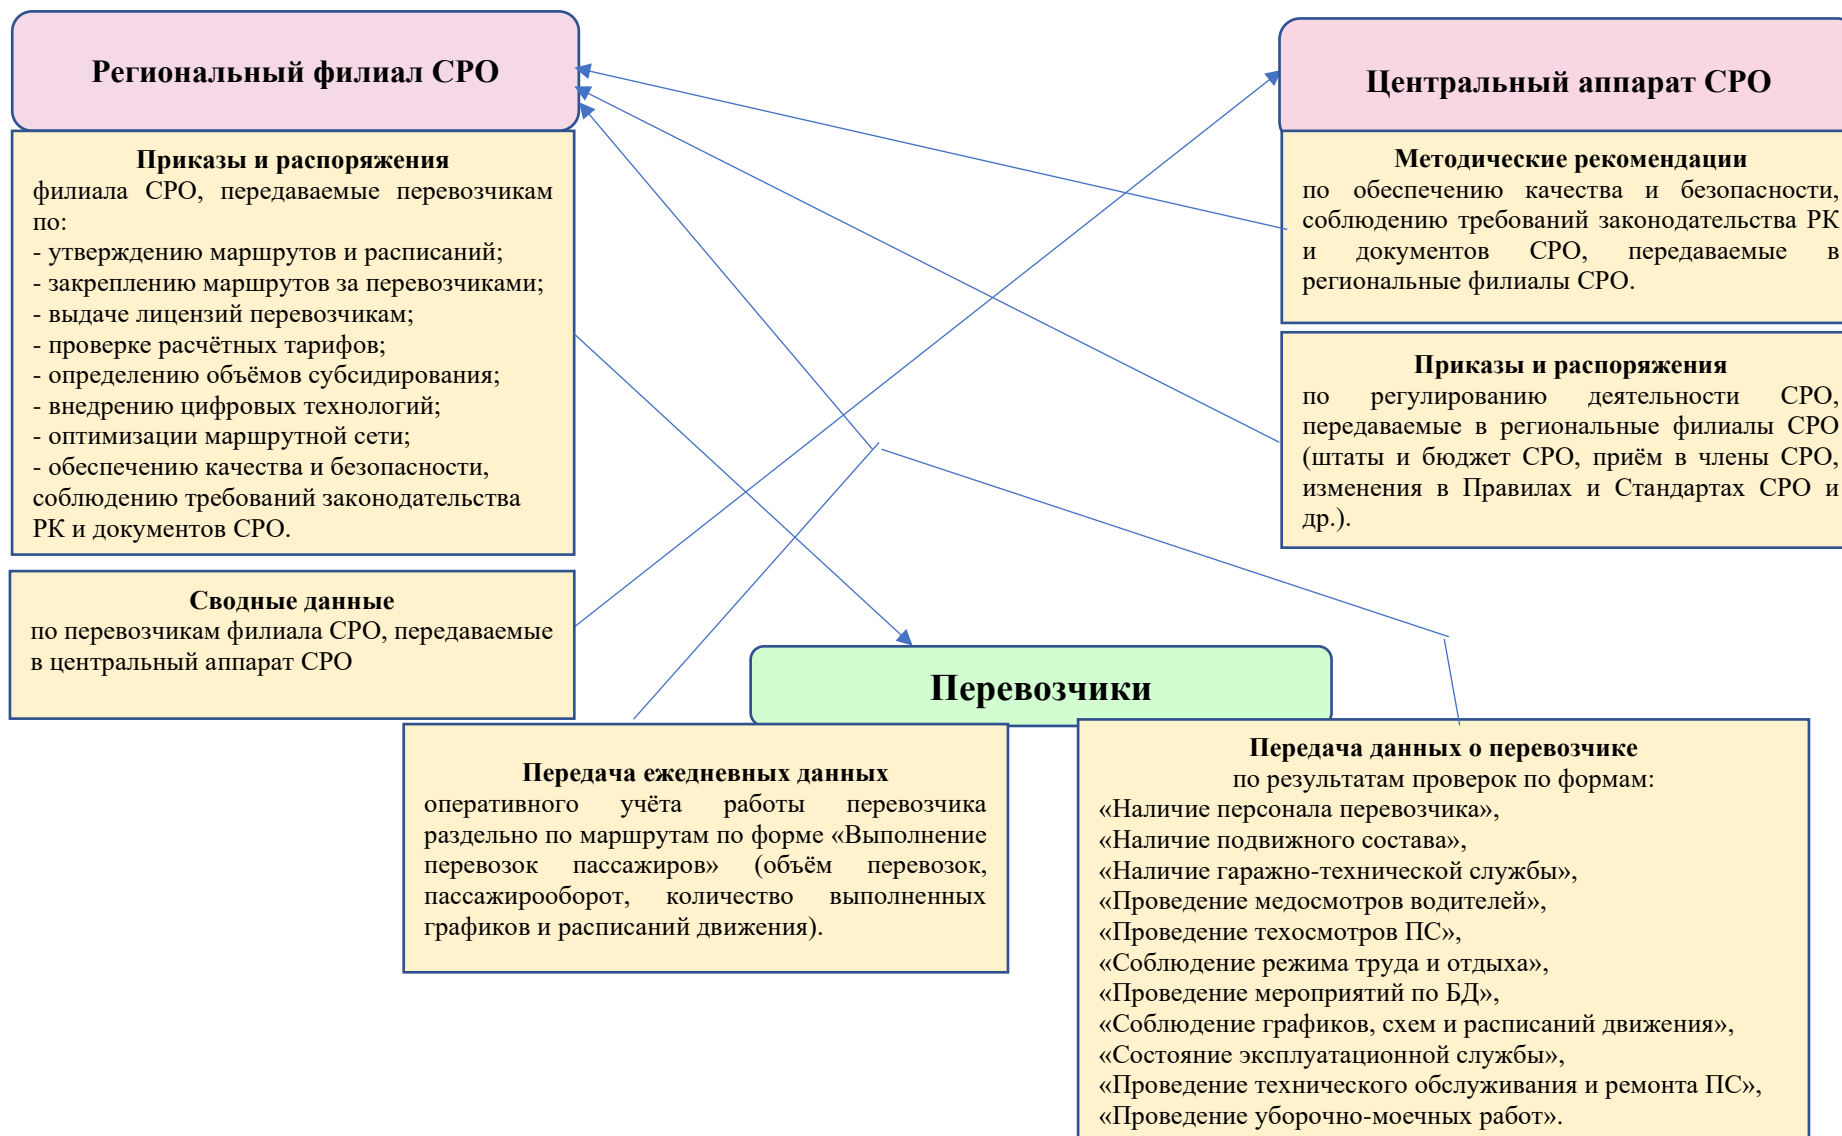 Региональный филиал СРО
Приказы и распоряжения
филиала СРО, передаваемые перевозчикам
по:
- утверждению маршрутов и расписаний;
- закреплению маршрутов за перевозчиками;
- выдаче лицензий перевозчикам;
- проверке расчётных тарифов;
- определению объёмов субсидирования;
- внедрению цифровых технологий;
- оптимизации маршрутной сети;
- обеспечению качества и безопасности,
соблюдению требований законодательства
РК и документов СРО.
Сводные данные
по перевозчикам филиала СРО, передаваемые
в центральный аппарат СРО
Центральный аппарат СРО
Методические рекомендации
по обеспечению качества и безопасности,
соблюдению требований законодательства РК
и документов СРО, передаваемые в
региональные филиалы СРО.
Приказы и распоряжения
по регулированию деятельности СРО,
передаваемые в региональные филиалы СРО
(штаты и бюджет СРО, приём в члены СРО,
изменения в Правилах и Стандартах СРО и
др.).
Перевозчики
Передача ежедневных данных
оперативного учёта работы перевозчика
раздельно по маршрутам по форме «Выполнение
перевозок пассажиров» (объём перевозок,
пассажирооборот, количество выполненных
графиков и расписаний движения).
Передача данных о перевозчике
по результатам проверок по формам:
«Наличие персонала перевозчика»,
«Наличие подвижного состава»,
«Наличие гаражно-технической службы»,
«Проведение медосмотров водителей»,
«Проведение техосмотров ПС»,
«Соблюдение режима труда и отдыха»,
«Проведение мероприятий по БД»,
«Соблюдение графиков, схем и расписаний движения»,
«Состояние эксплуатационной службы»,
«Проведение технического обслуживания и ремонта ПС»,
«Проведение уборочно-моечных работ».